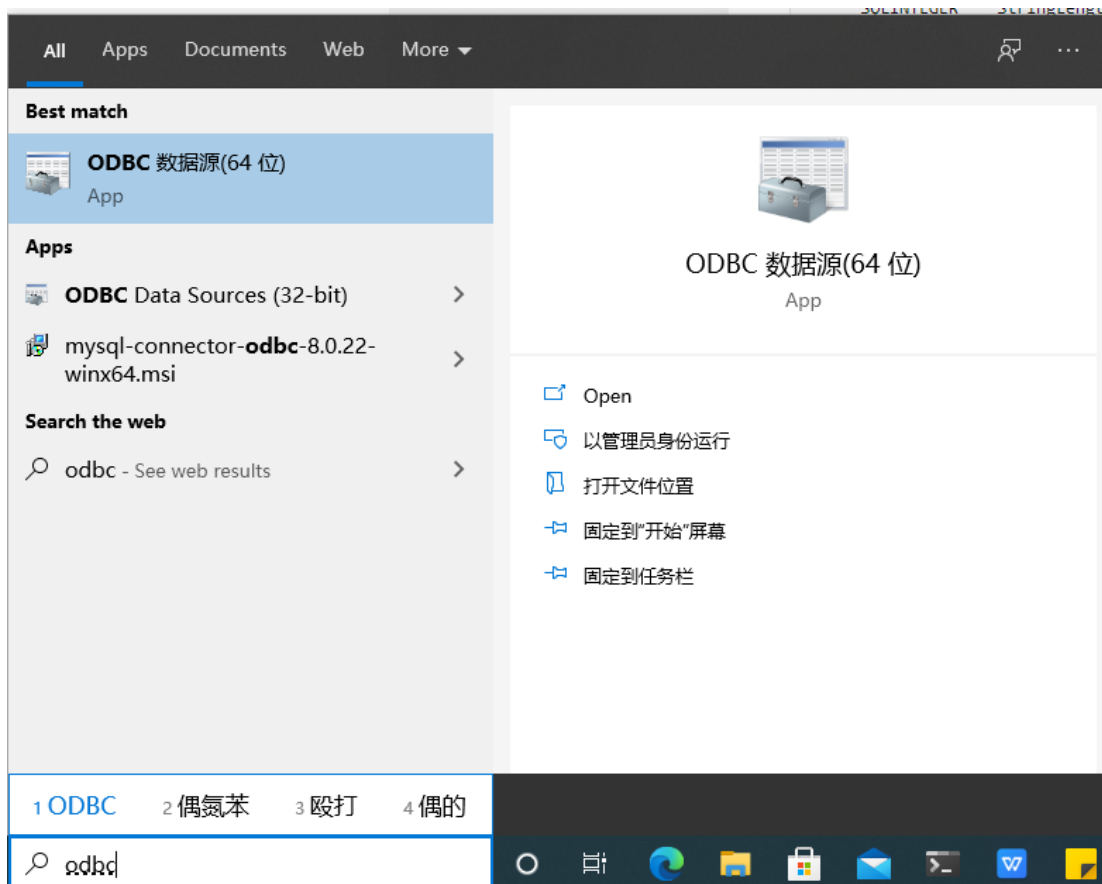 All Apps Documents Web More
Best match
ODBC 数据源(64 位)
App
Apps
ODBC Data Sources (32-bit)
mysql-connector-odbc-8.0.22-
winx64.msi
Search the web
odbc - See web results
ODBC 数据源(64 位)
App
Open
以管理员身份运行
打开文件位置
固定到"开始"屏幕
固定到任务栏
1 ODBC 2 偶氮苯 3 殴打 4 偶的
odbc